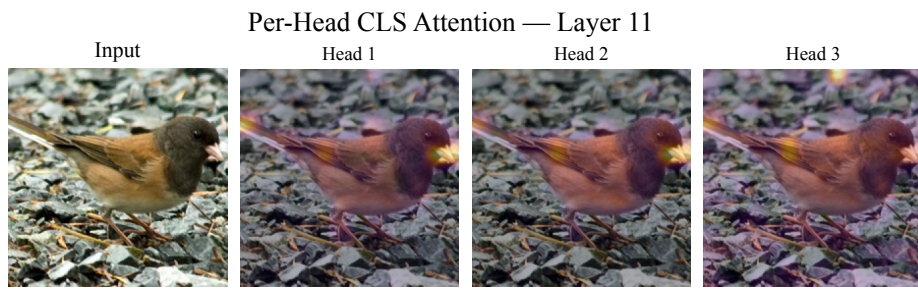 Per-Head CLS Attention — Layer 11
Input
Head 1
Head 2
Head 3